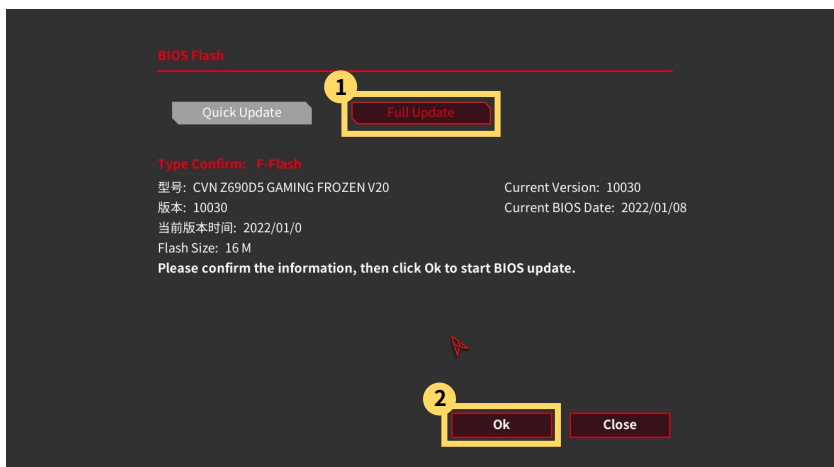 BIOS Flash
1
Quick Update Full Update
Type Confirm: F-Flash
型号: CVN Z690D5 GAMING FROZEN V20 Current Version: 10030
版本: 10030 Current BIOS Date: 2022/01/08
当前版本时间: 2022/01/0
Flash Size: 16 M
Please confirm the information, then click Ok to start BIOS update.
2
Ok Close